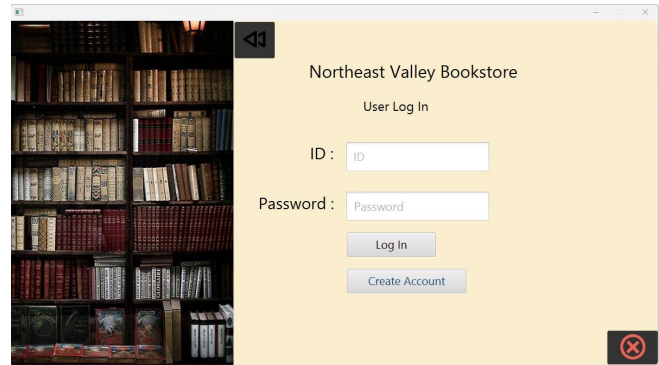 Northeast Valley Bookstore
User Log In
ID :
ID
Password :
Password
Log In
Create Account